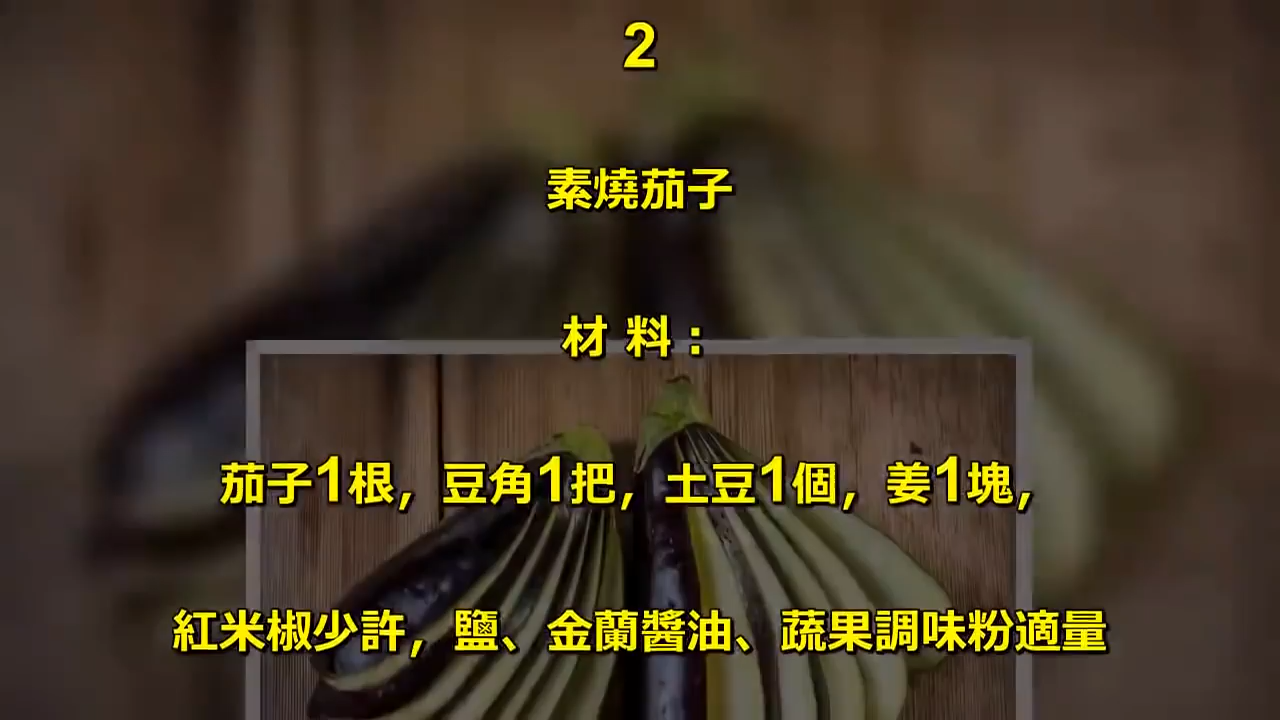 2
素燒茄子
材 料：
茄子1根，豆角1把，土豆1個，姜1塊，
紅米椒少許，鹽、金蘭醬油、蔬果調味粉適量